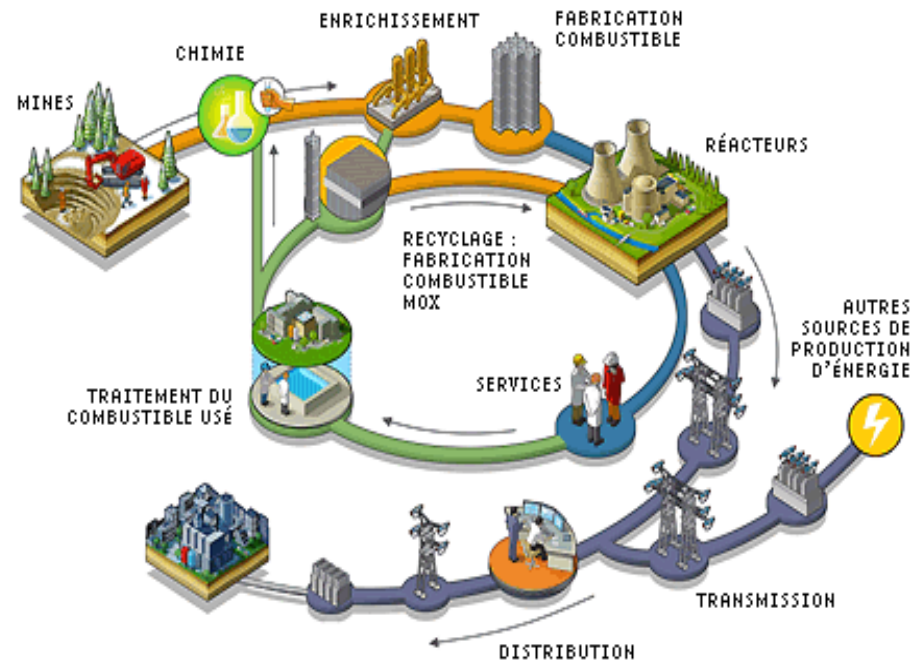 ENRICHISSEMENT
FABRICATION
COMBUSTIBLE
CHIMIE
MINES
RÉACTEURS
RECYCLAGE :
FABRICATION
COMBUSTIBLE
MOX
AUTRES
SOURCES DE
PRODUCTION
D'ÉNERGIE
SERVICES
TRAITEMENT DU
COMBUSTIBLE USÉ
TRANSMISSION
DISTRIBUTION